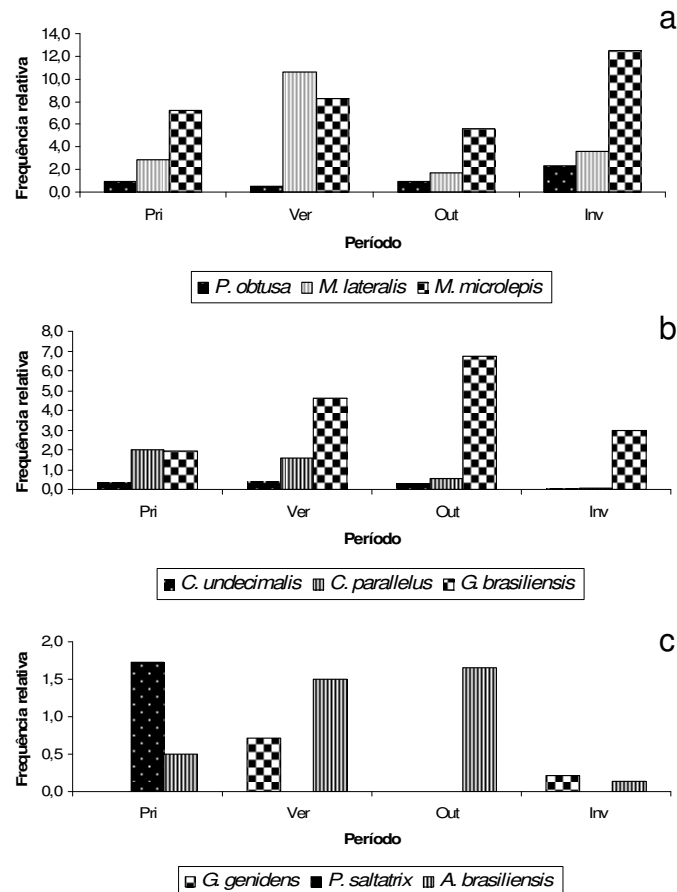 a
Frequência relativa
14,0
12,0
10,0
8,0
6,0
4,0
2,0
0,0
Pri Ver Out Inv
Período
P. obtusa M. lateralis M. microlepis
b
Frequência relativa
8,0
7,0
6,0
5,0
4,0
3,0
2,0
1,0
0,0
Pri Ver Out Inv
Período
C. undecimalis C. parallelus G. brasiliensis
c
Frequência relativa
2,0
1,5
1,0
0,5
0,0
Pri Ver Out Inv
Período
G. genidens P. saltatrix A. brasiliensis